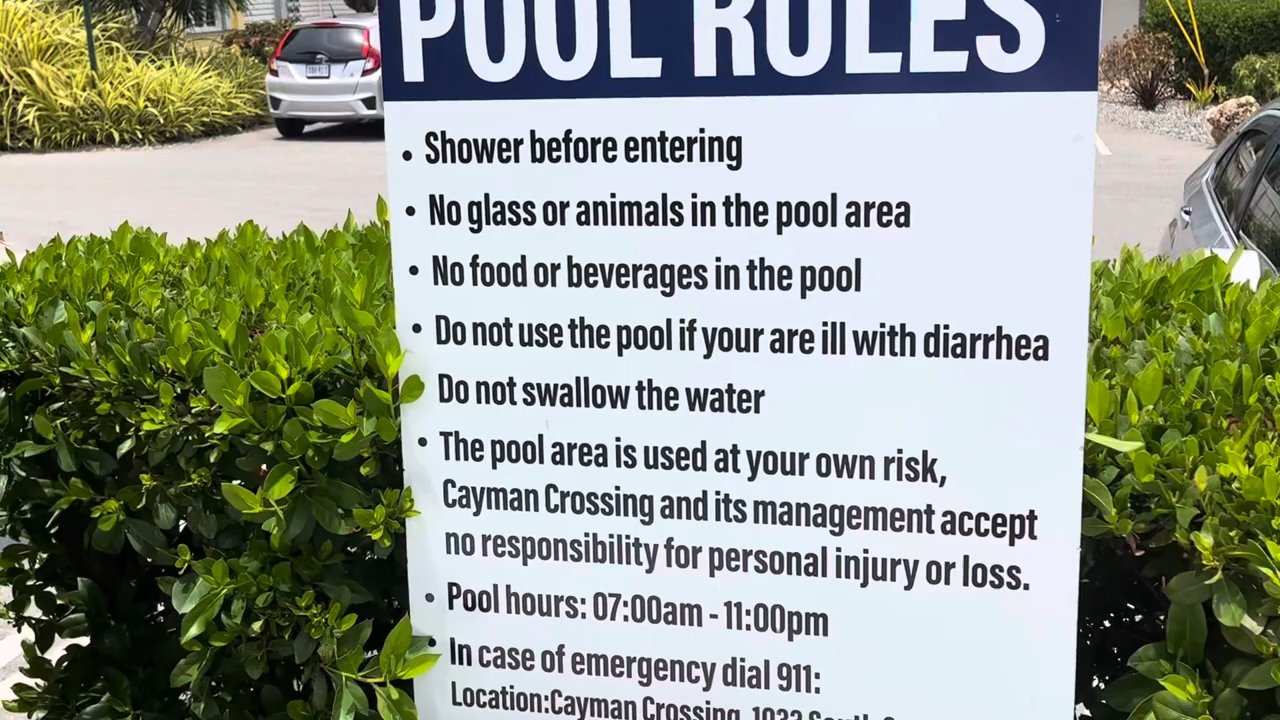 POOL RULES
• Shower before entering
• No glass or animals in the pool area
• No food or beverages in the pool
• Do not use the pool if your are ill with diarrhea
Do not swallow the water
• The pool area is used at your own risk,
Cayman Crossing and its management accept
no responsibility for personal injury or loss.
• Pool hours: 07:00am - 11:00pm
• In case of emergency dial 911:
Location:Cayman Crossing, 1032 South